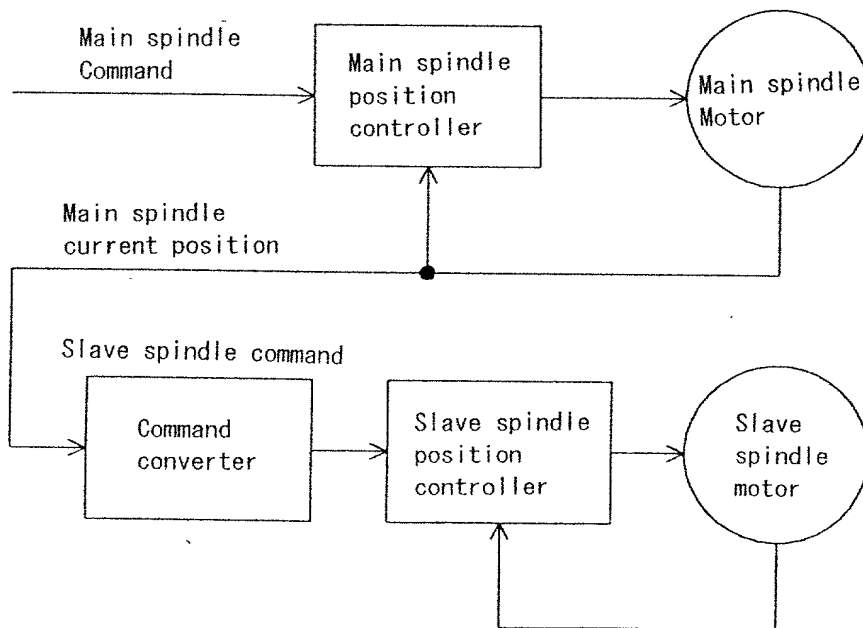 Main spindle
Command
Main spindle
position
controller
Main spindle
Motor
Main spindle
current position
Slave spindle command
Command
converter
Slave spindle
position
controller
Slave
spindle
motor